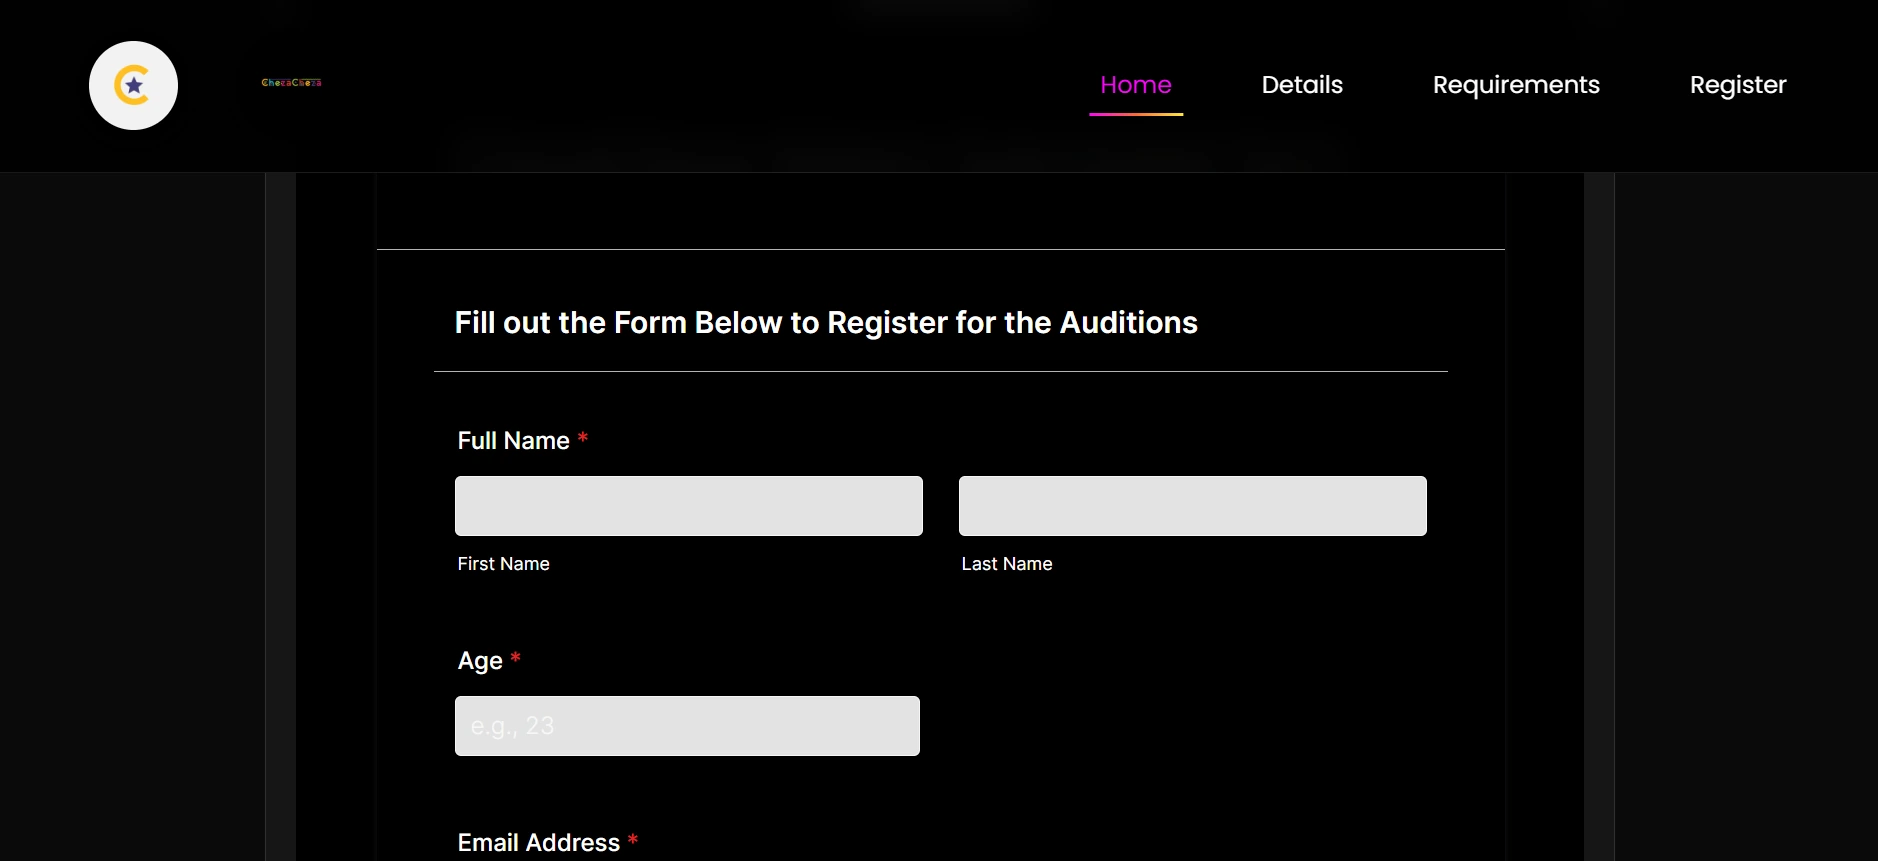 ChezaCheza
Home
Details
Requirements
Register
Fill out the Form Below to Register for the Auditions
Full Name *
First Name
Last Name
Age *
e.g., 23
Email Address *